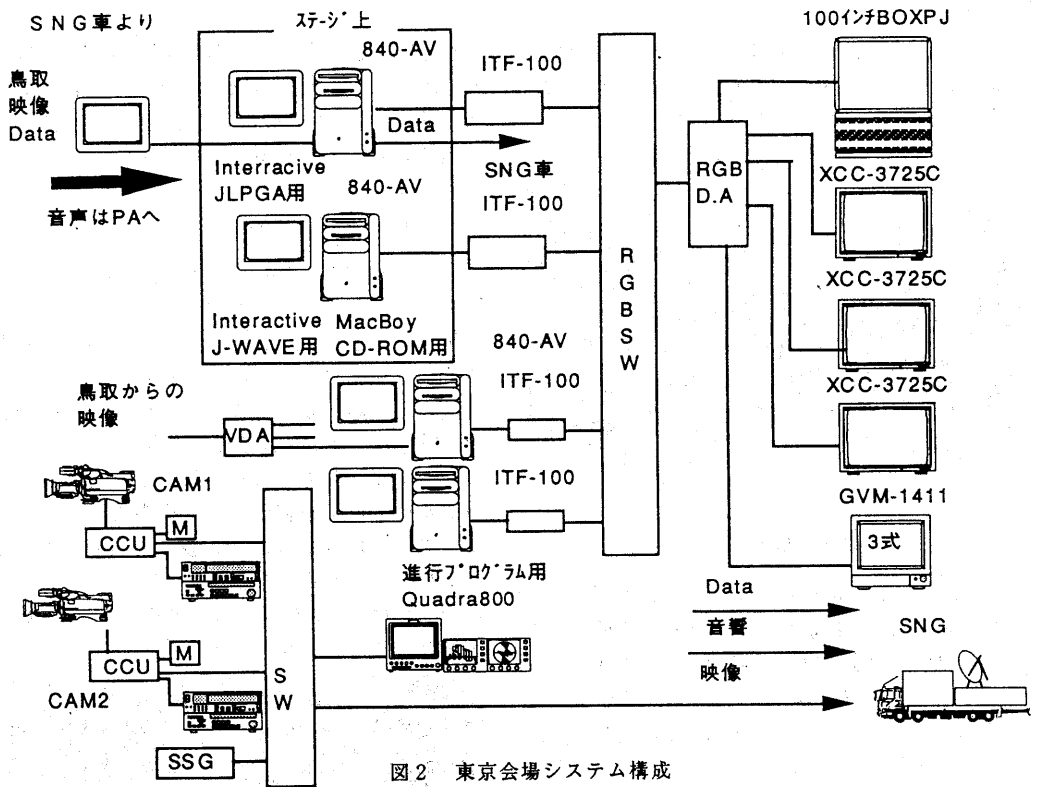 SNG車より
ステージ上
100インチBOXPJ
840-AV
ITF-100
鳥取
映像
Data
Data
SNG車
Interracive
JLPGA用
840-AV
ITF-100
音声はPAへ
RGB
D.A
XCC-3725C
RGBSW
XCC-3725C
Interactive
J-WAVE用
MacBoy
CD-ROM用
840-AV
ITF-100
XCC-3725C
鳥取からの
映像
VDA
CAM1
ITF-100
GVM-1411
3式
M
CCU
進行プログラム用
Quadra800
Data
音響
映像
SNG
M
CCU
CAM2
SW
SSG
図2 東京会場システム構成